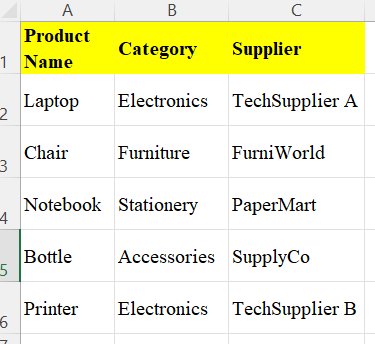 A B C
1 Product Name Category Supplier
2 Laptop Electronics TechSupplier A
3 Chair Furniture FurniWorld
4 Notebook Stationery PaperMart
5 Bottle Accessories SupplyCo
6 Printer Electronics TechSupplier B